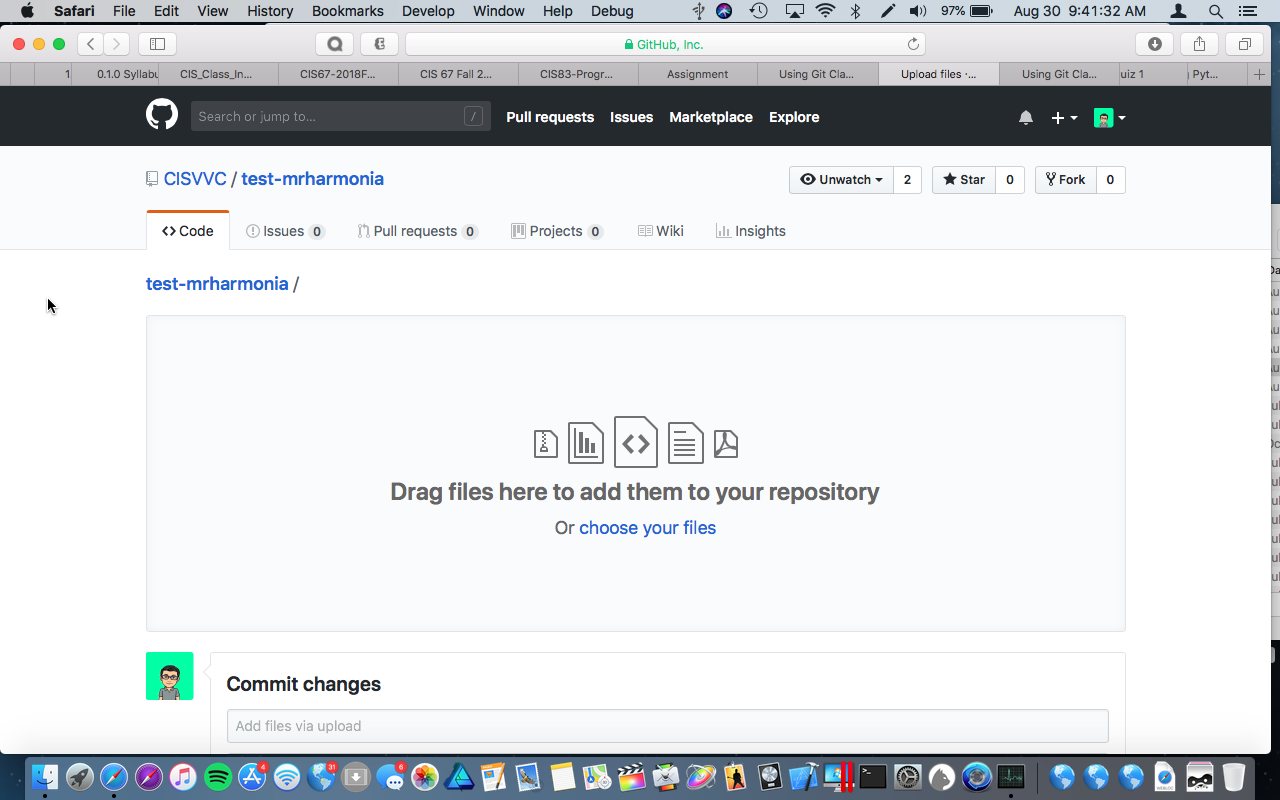 Safari File Edit View History Bookmarks Develop Window Help Debug 97% Aug 30 9:41:32 AM
GitHub, Inc.
1 0.1.0 Syllabu CIS_Class_In... CIS67-2018F... CIS 67 Fall 2... CIS83-Progr... Assignment Using Git Cla... Upload files ·... Using Git Cla... uiz 1 Pyt...
Search or jump to... / Pull requests Issues Marketplace Explore
CISVVC / test-mrharmonia Unwatch 2 Star 0 Fork 0
Code Issues 0 Pull requests 0 Projects 0 Wiki Insights
test-mrharmonia /
Drag files here to add them to your repository
Or choose your files
Commit changes
Add files via upload
4 31 6